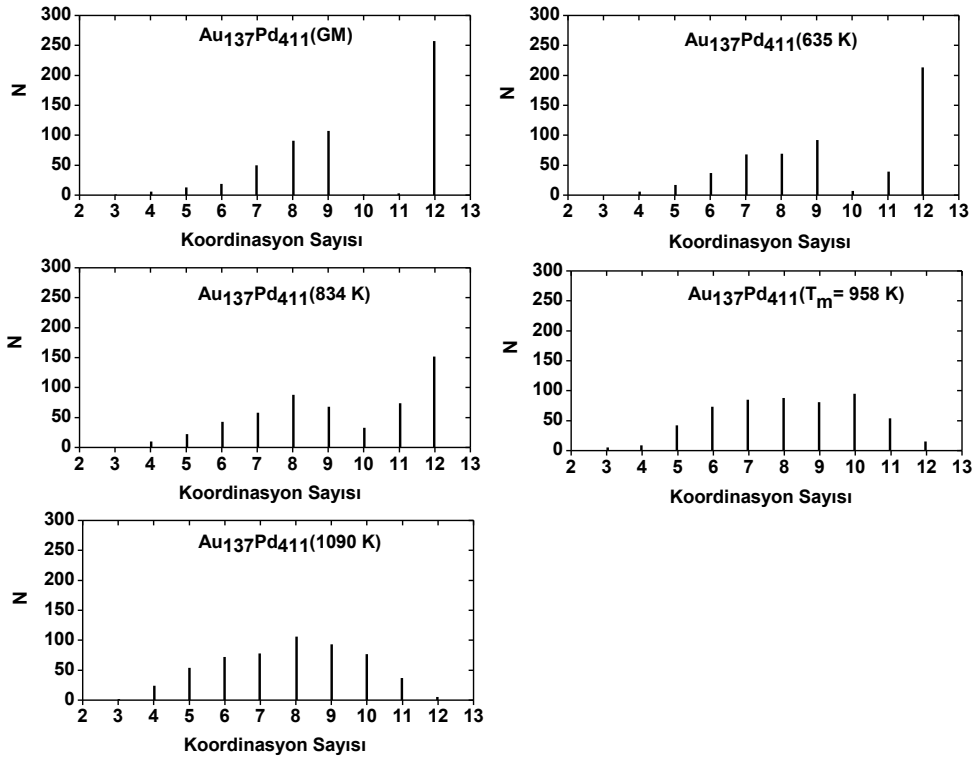 Au137Pd411(GM)
300
250
200
150
100
50
0
N
2 3 4 5 6 7 8 9 10 11 12 13
Koordinasyon Sayısı
Au137Pd411(635 K)
300
250
200
150
100
50
0
N
2 3 4 5 6 7 8 9 10 11 12 13
Koordinasyon Sayısı
Au137Pd411(834 K)
300
250
200
150
100
50
0
N
2 3 4 5 6 7 8 9 10 11 12 13
Koordinasyon Sayısı
Au137Pd411(Tm= 958 K)
300
250
200
150
100
50
0
N
2 3 4 5 6 7 8 9 10 11 12 13
Koordinasyon Sayısı
Au137Pd411(1090 K)
300
250
200
150
100
50
0
N
2 3 4 5 6 7 8 9 10 11 12 13
Koordinasyon Sayısı